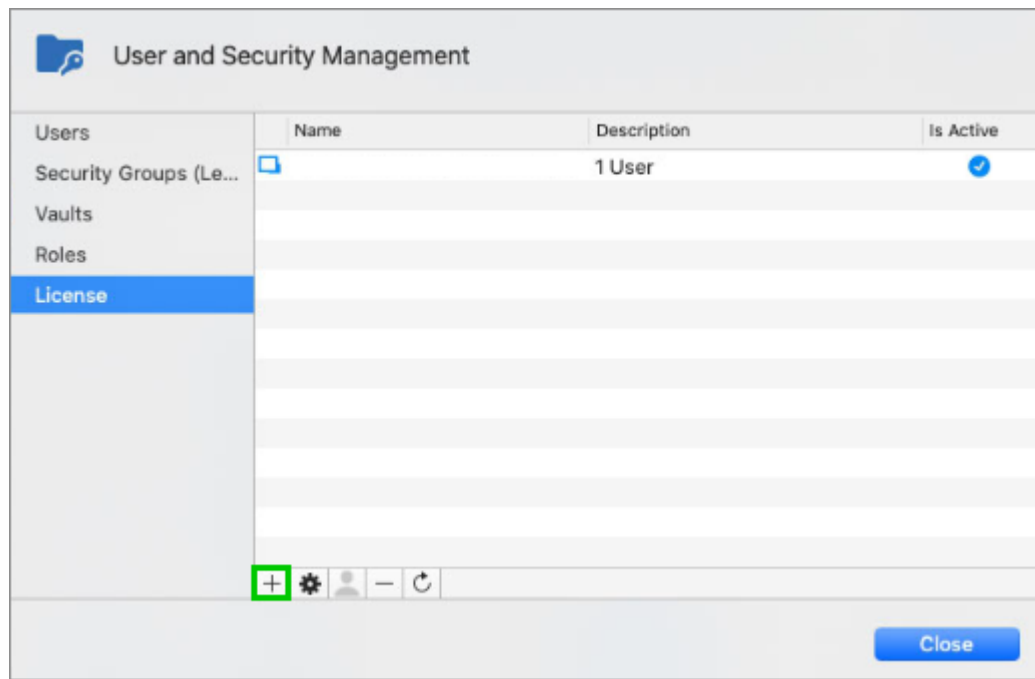 User and Security Management
Users
Security Groups (Le...
Vaults
Roles
License
Name Description Is Active
1 User
Close